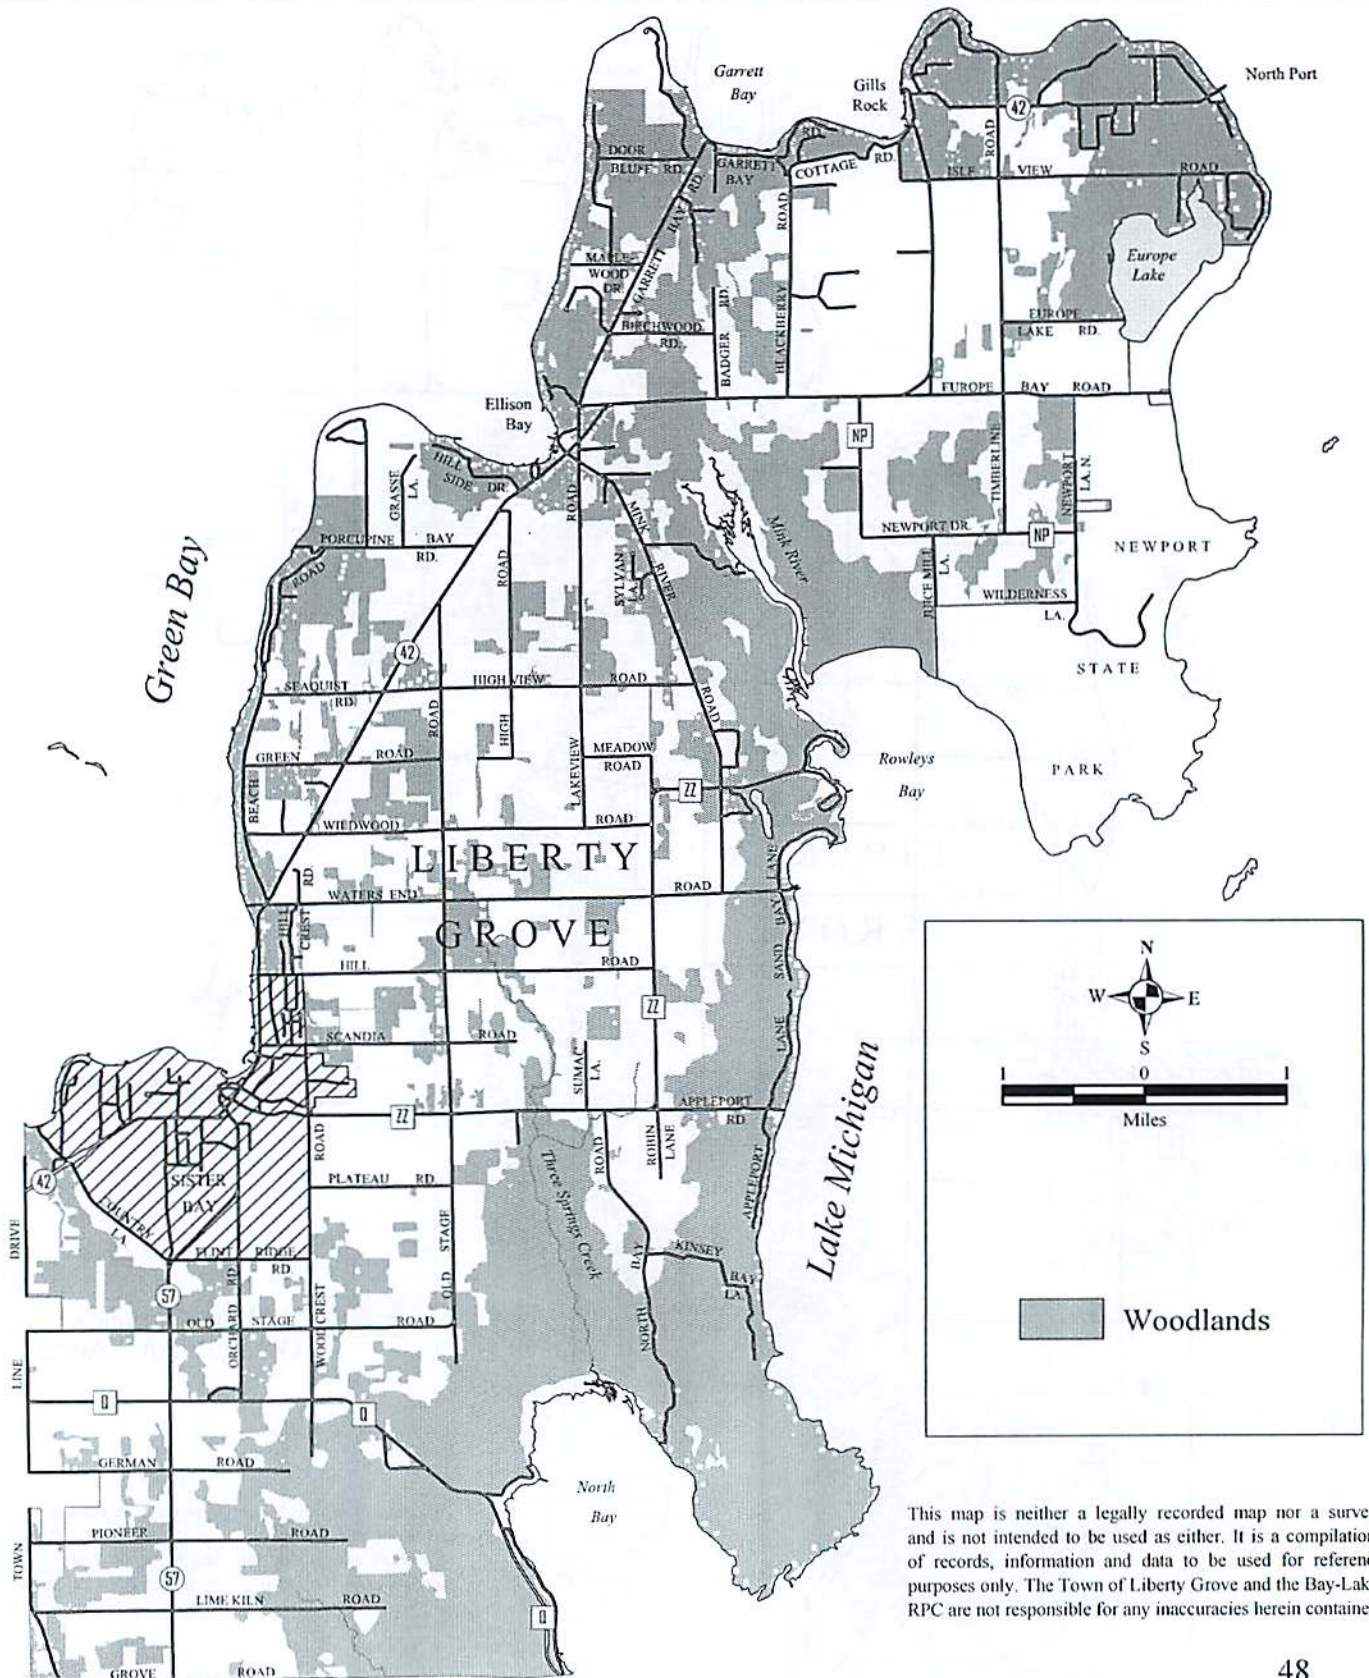 Garrett
Bay
Gills
Rock
North Port
42
ROAD
RD.
DOOR
BLUFF RD.
GARRETT
BAY
COTTAGE RD.
ISLE VIEW ROAD
ROAD
GARRETT BAY RD.
MAPLE
WOOD
DR.
Europe
Lake
BADGER RD.
BLACKBERRY
BEECHWOOD
RD.
EUROPE
LAKE RD.
EUROPE BAY ROAD
Ellison
Bay
NP
HILL
SIDE DR.
GRASSE
LA.
ROAD
MINK RIVER ROAD
Mink River
TIMBERLINE
NEWPORT
LA. N.
NEWPORT DR.
NP
PORCUPINE BAY
RD.
ROAD
ROAD
SYLVAN
LA.
JUICE MILL
LA.
WILDERNESS
LA.
NEWPORT
STATE
PARK
Green Bay
42
SEAQUIST
(RD)
HIGH VIEW ROAD
ROAD
HIGH
LAKEVIEW
MEADOW
ROAD
GREEN ROAD
BEACH
ZZ
Rowleys
Bay
WILDWOOD ROAD
LIBERTY
GROVE
RD.
HILL
CREST
WATERS END ROAD
SAND BAY LANE
HILL ROAD
ZZ
LANE
SCANDIA ROAD
SUMAC
LA.
APPLEPORT
RD
ZZ
Lake Michigan
ROAD
ROAD
ROBIN
LANE
APPLEPORT
Three Springs Creek
SISTER
BAY
PLATEAU RD
42
COUNTRY
LA
STAGE
OLD
KINSEY
BAY
LA.
BAY
NORTH
FLINT RIDGE
RD.
DRIVE
57
RD.
ORCHARD
WOODCREST
OLD STAGE ROAD
LINE
Q
Q
GERMAN ROAD
North
Bay
PIONEER ROAD
TOWN
57
LIME KILN ROAD
Q
GROVE ROAD
N
W E
S
1 0 1
Miles
Woodlands
This map is neither a legally recorded map nor a surve
and is not intended to be used as either. It is a compilation
of records, information and data to be used for referenc
purposes only. The Town of Liberty Grove and the Bay-Lak
RPC are not responsible for any inaccuracies herein containe
48